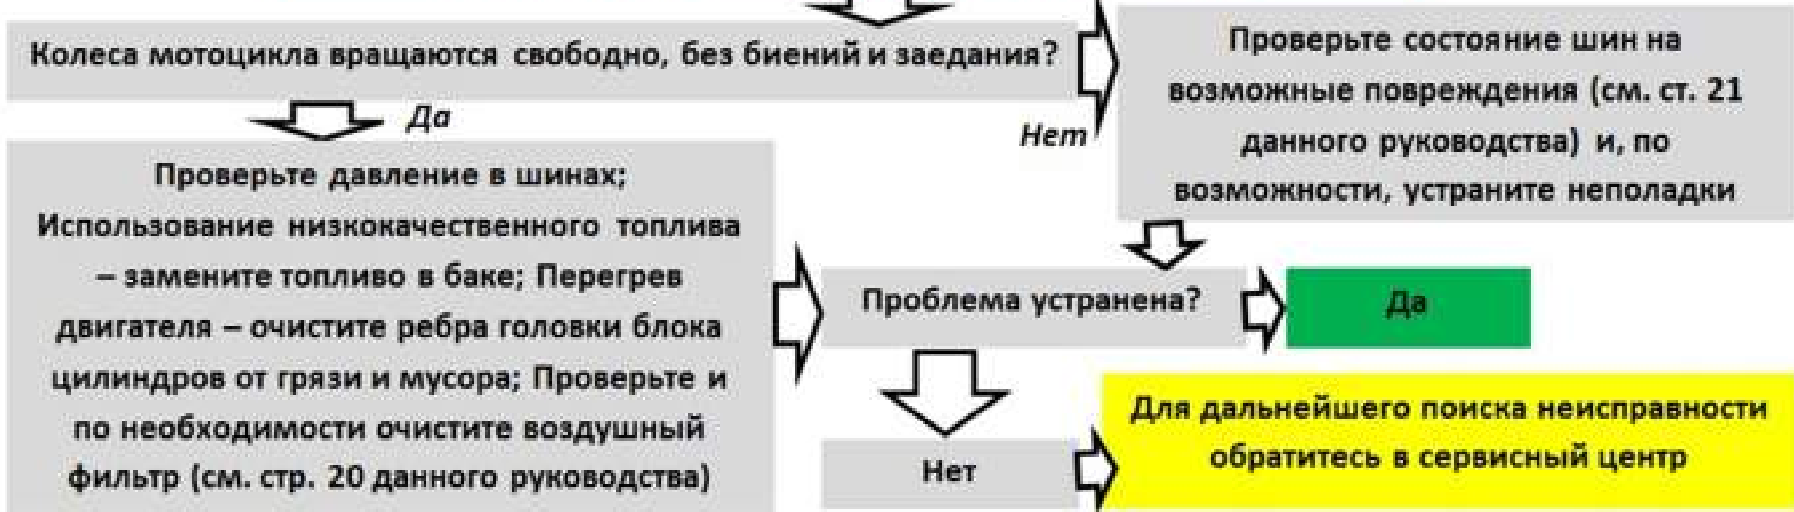 Колеса мотоцикла вращаются свободно, без биений и заедания?
Да
Нет
Проверьте состояние шин на
возможные повреждения (см. ст. 21
данного руководства) и, по
возможности, устраните неполадки
Проверьте давление в шинах;
Использование низкокачественного топлива
– замените топливо в баке; Перегрев
двигателя – очистите ребра головки блока
цилиндров от грязи и мусора; Проверьте и
по необходимости очистите воздушный
фильтр (см. стр. 20 данного руководства)
Проблема устранена?
Да
Нет
Для дальнейшего поиска неисправности
обратитесь в сервисный центр